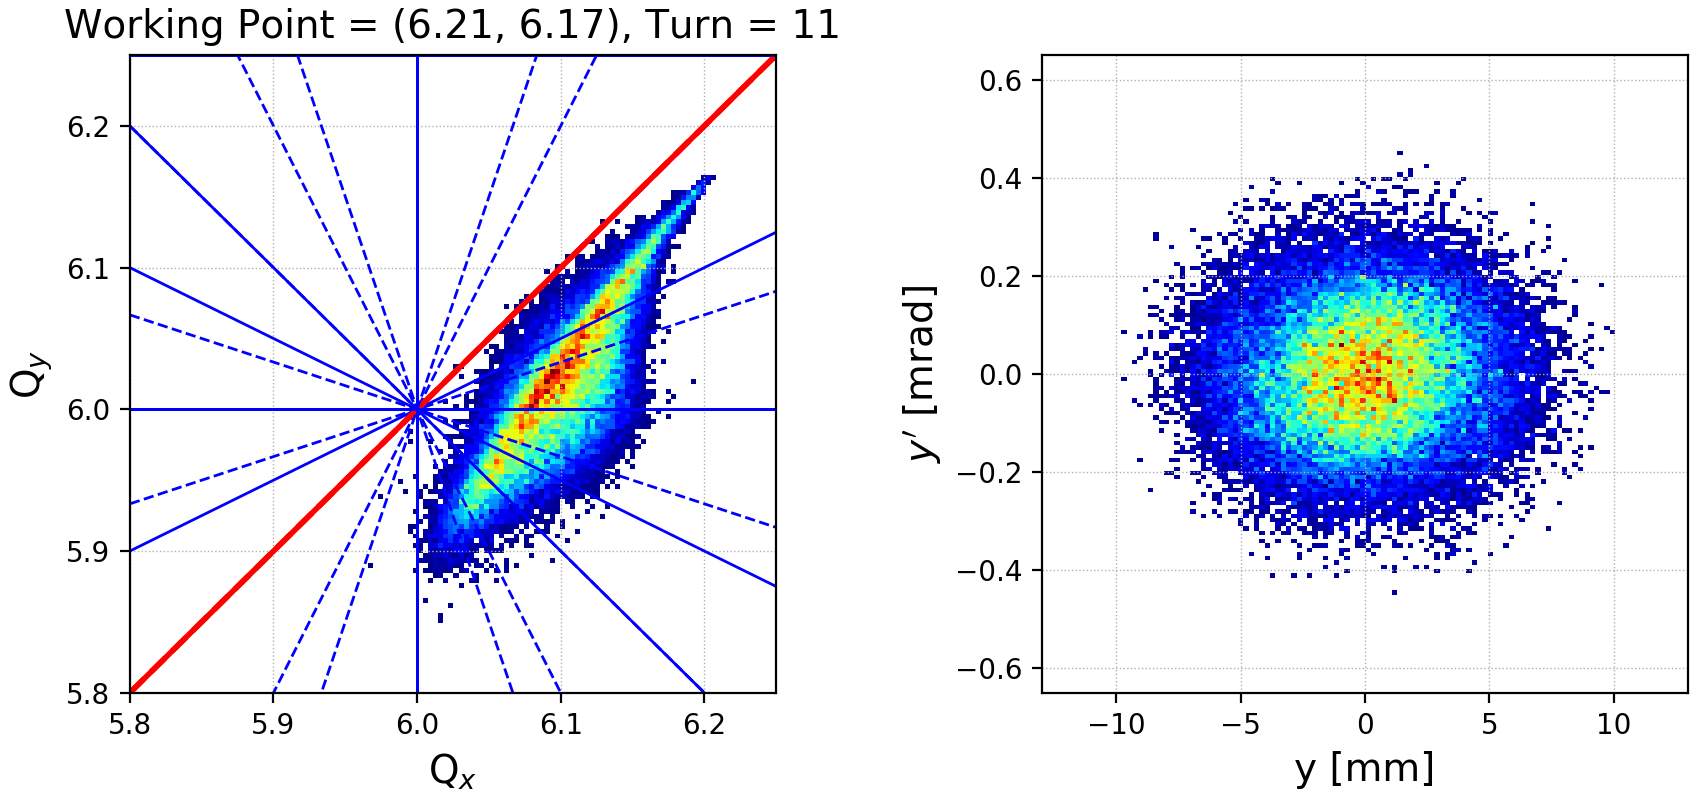 Working Point = (6.21, 6.17), Turn = 11
6.2
6.1
6.0
5.9
5.8
Q_y
5.8 5.9 6.0 6.1 6.2
Q_x
0.6
0.4
0.2
0.0
−0.2
−0.4
−0.6
y′ [mrad]
−10 −5 0 5 10
y [mm]